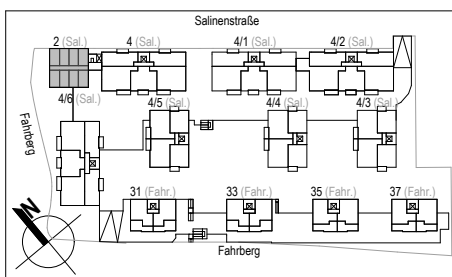 Salinenstraße
2 (Sal.) 4 (Sal.) 4/1 (Sal.) 4/2 (Sal.)
4/6 (Sal.) 4/5 (Sal.) 4/4 (Sal.) 4/3 (Sal.)
Fahrberg
31 (Fahr.) 33 (Fahr.) 35 (Fahr.) 37 (Fahr.)
N
Fahrberg